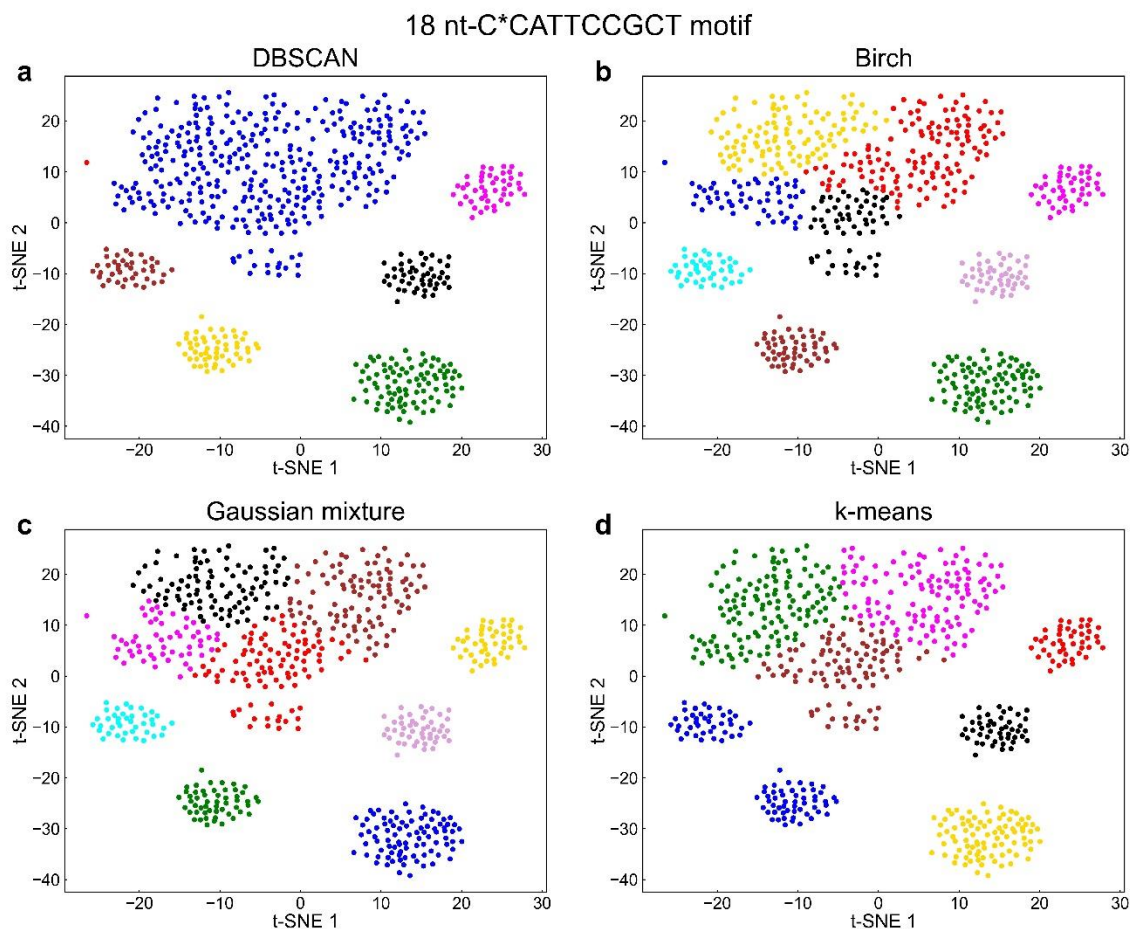 18 nt-C*CATTCCGCT motif
a
DBSCAN
20
10
0
−10
−20
−30
−40
t-SNE 2
−20 −10 0 10 20 30
t-SNE 1
b
Birch
20
10
0
−10
−20
−30
−40
t-SNE 2
−20 −10 0 10 20 30
t-SNE 1
c
Gaussian mixture
20
10
0
−10
−20
−30
−40
t-SNE 2
−20 −10 0 10 20 30
t-SNE 1
d
k-means
20
10
0
−10
−20
−30
−40
t-SNE 2
−20 −10 0 10 20 30
t-SNE 1